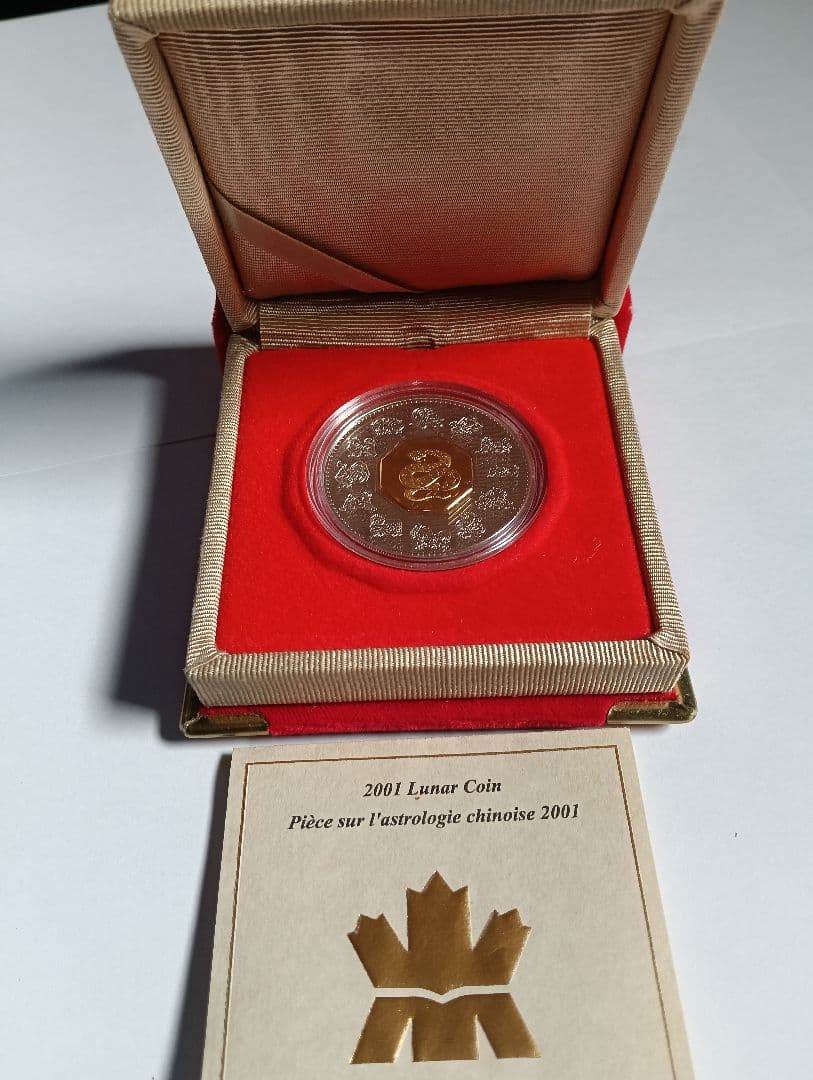 2001 Lunar Coin
Pièce sur l'astrologie chinoise 2001